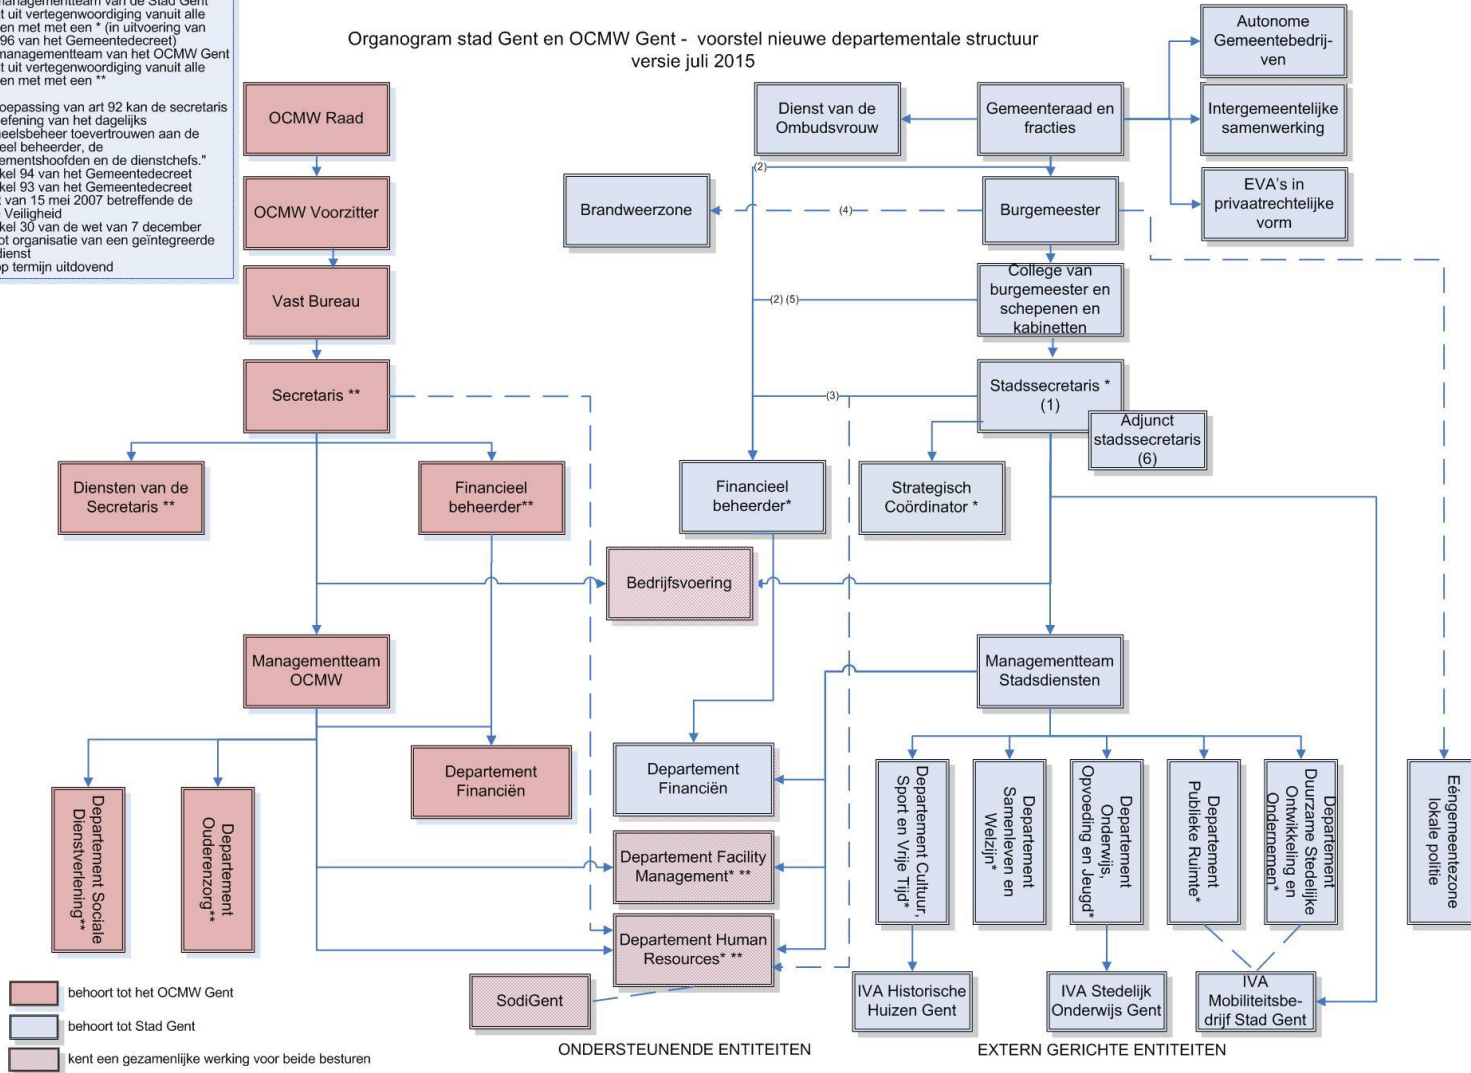 managementteam van de Stad Gent
t uit vertegenwoordiging vanuit alle
en met met een * (in uitvoering van
96 van het Gemeentedecreet)
managementteam van het OCMW Gent
t uit vertegenwoordiging vanuit alle
en met met een **
oepassing van art 92 kan de secretaris
efening van het dagelijks
eelsbeheer toevertrouwen aan de
eel beheerder, de
ementshoofden en de dienstchefs."
kel 94 van het Gemeentedecreet
kel 93 van het Gemeentedecreet
t van 15 mei 2007 betreffende de
Veiligheid
kel 30 van de wet van 7 december
ot organisatie van een geïntegreerde
dienst
op termijn uitdovend
Organogram stad Gent en OCMW Gent - voorstel nieuwe departementale structuur
versie juli 2015
Autonome
Gemeentebedrij-
ven
OCMW Raad
Dienst van de
Ombudsvrouw
Gemeenteraad en
fracties
Intergemeentelijke
samenwerking
(2)
OCMW Voorzitter
Brandweerzone
(4)
Burgemeester
EVA's in
privaatrechtelijke
vorm
Vast Bureau
(2) (5)
College van
burgemeester en
schepenen en
kabinetten
Secretaris **
(3)
Stadssecretaris *
(1)
Adjunct
stadssecretaris
(6)
Diensten van de
Secretaris **
Financieel
beheerder**
Financieel
beheerder*
Strategisch
Coördinator *
Bedrijfsvoering
Managementteam
OCMW
Managementteam
Stadsdiensten
Departement Sociale
Dienstverlening**
Departement
Ouderenzorg**
Departement
Financiën
Departement
Financiën
Departement Facility
Management* **
Departement Human
Resources* **
SodiGent
Departement Cultuur,
Sport en Vrije Tijd*
Departement
Samenleven en
Welzijn*
Departement
Onderwijs,
Opvoeding en Jeugd*
Departement
Publieke Ruimte*
Departement
Duurzame Stedelijke
Ontwikkeling en
Ondernemen*
Eéngemeentezone
lokale politie
IVA Historische
Huizen Gent
IVA Stedelijk
Onderwijs Gent
IVA
Mobiliteitsbe-
drijf Stad Gent
behoort tot het OCMW Gent
behoort tot Stad Gent
kent een gezamenlijke werking voor beide besturen
ONDERSTEUNENDE ENTITEITEN
EXTERN GERICHTE ENTITEITEN